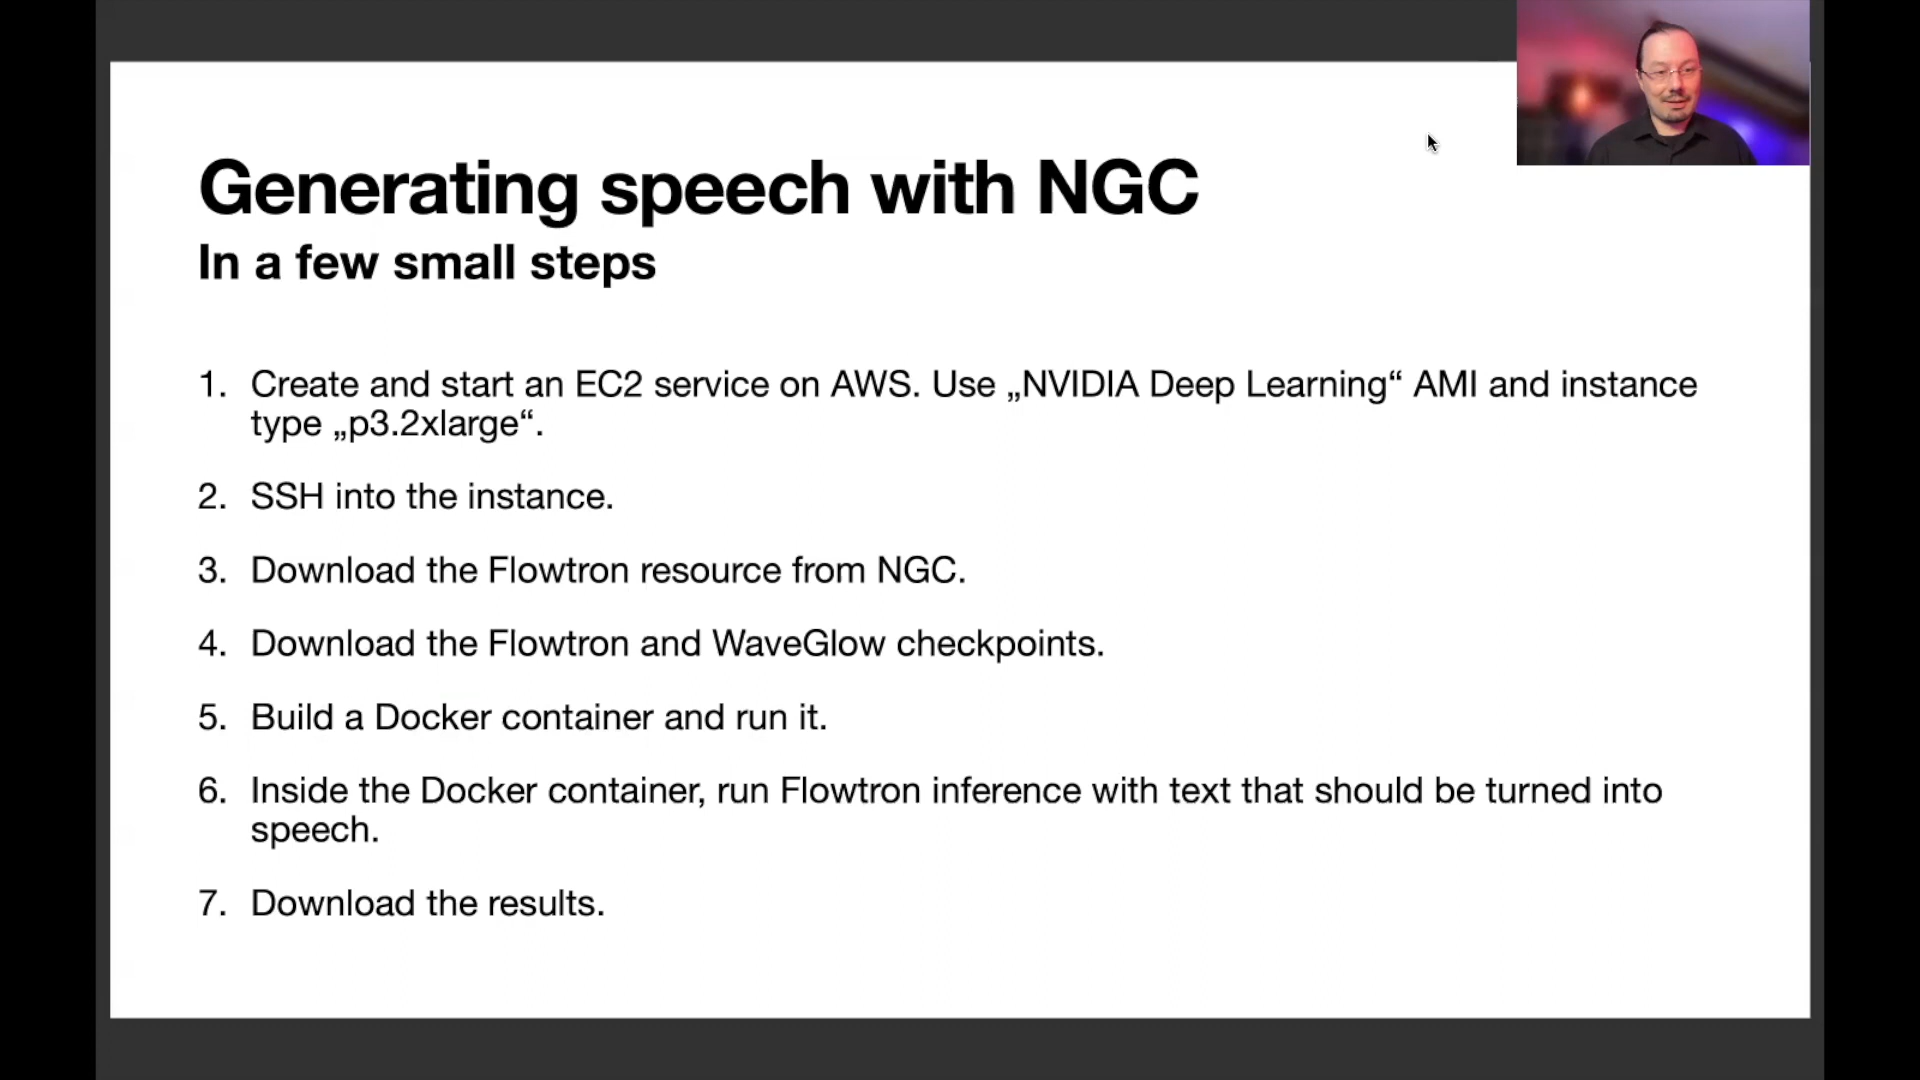 Generating speech with NGC
In a few small steps
1. Create and start an EC2 service on AWS. Use „NVIDIA Deep Learning“ AMI and instance
type „p3.2xlarge“.
2. SSH into the instance.
3. Download the Flowtron resource from NGC.
4. Download the Flowtron and WaveGlow checkpoints.
5. Build a Docker container and run it.
6. Inside the Docker container, run Flowtron inference with text that should be turned into
speech.
7. Download the results.